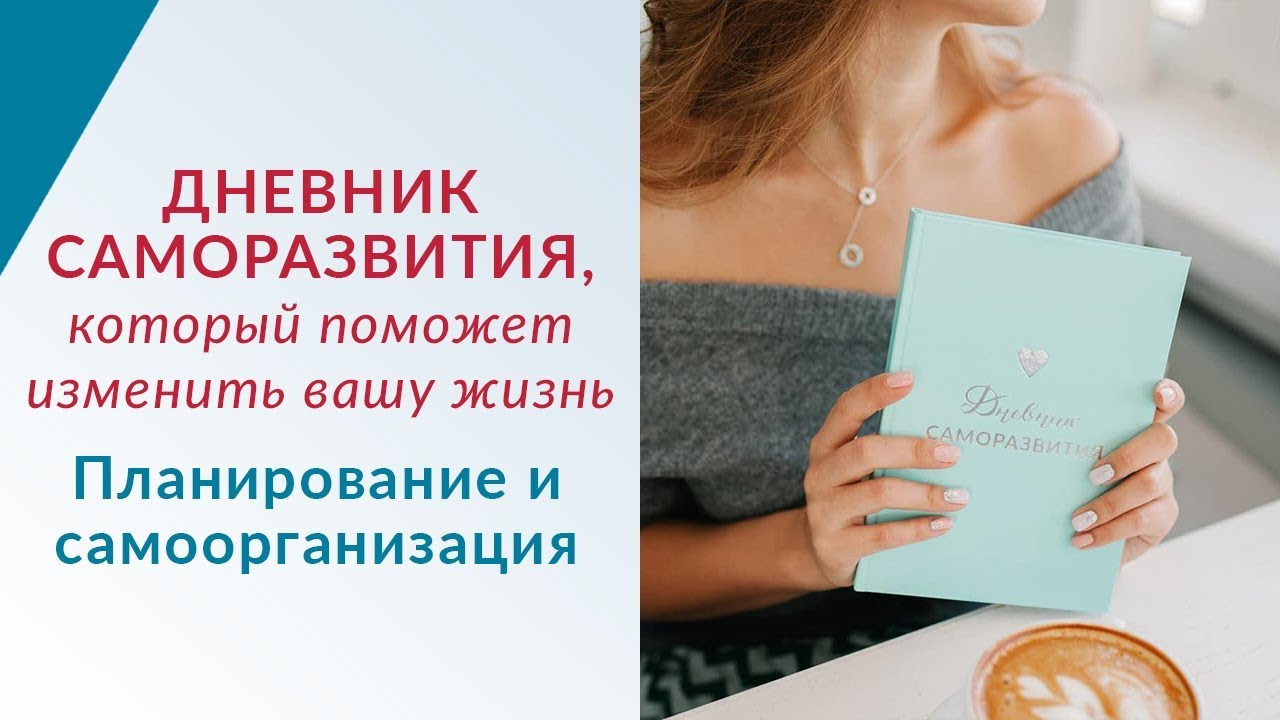 ДНЕВНИК
САМОРАЗВИТИЯ,
который поможет
изменить вашу жизнь
Планирование и
самоорганизация
Дневник
САМОРАЗВИТИЯ